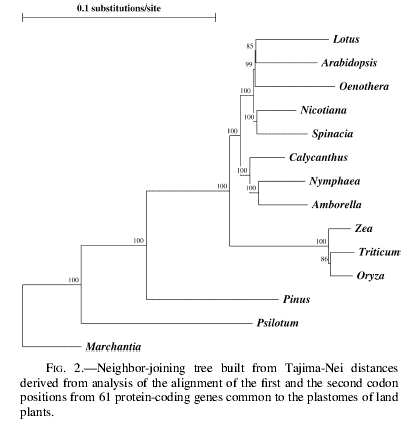 0.1 substitutions/site
Lotus
85
Arabidopsis
99
Oenothera
100
Nicotiana
100
Spinacia
100
Calycanthus
100
Nymphaea
100
Amborella
100
Zea
100
Triticum
86
Oryza
100
Pinus
100
Psilotum
Marchantia
FIG. 2.—Neighbor-joining tree built from Tajima-Nei distances
derived from analysis of the alignment of the first and the second codon
positions from 61 protein-coding genes common to the plastomes of land
plants.